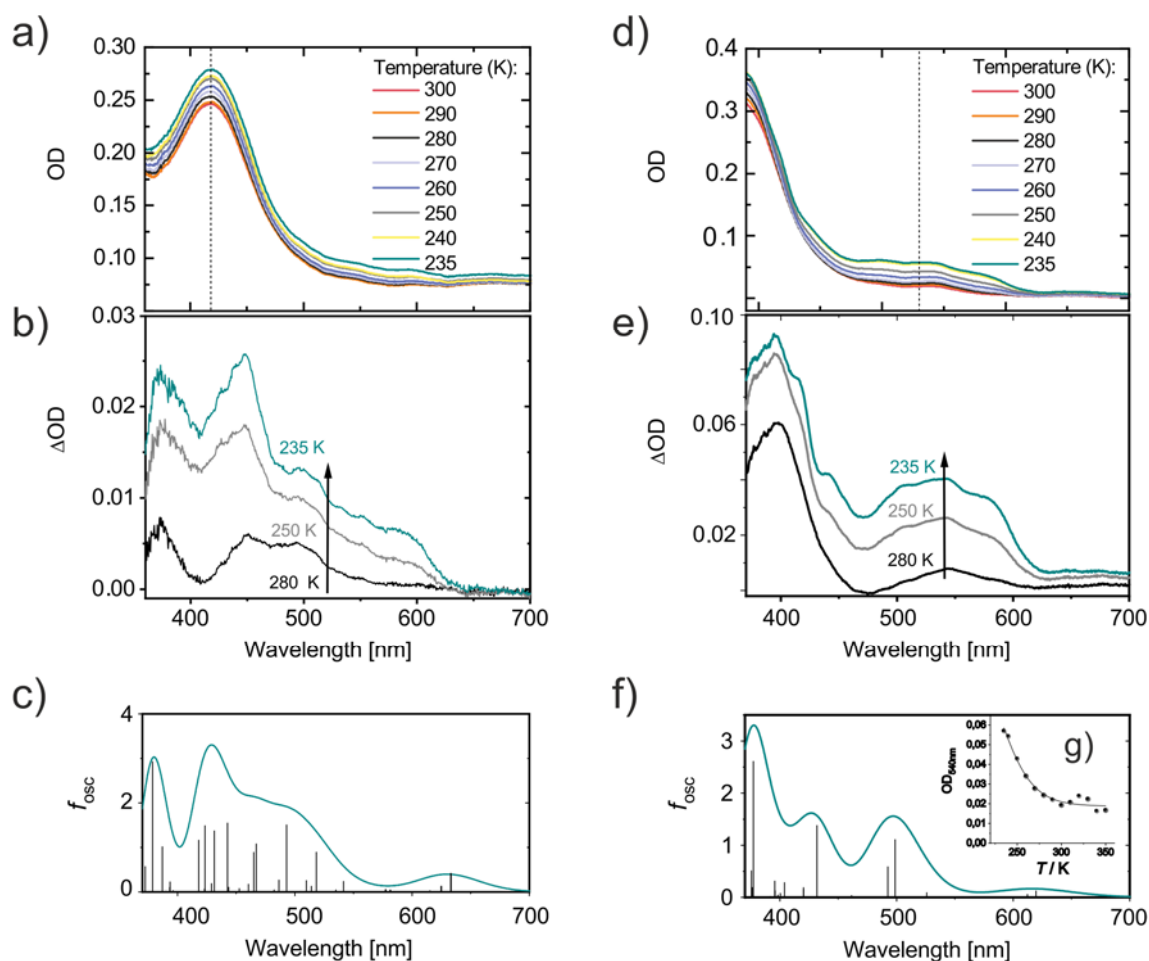 a)
0.30
0.25
0.20
0.15
0.10
OD
Temperature (K):
300
290
280
270
260
250
240
235
b)
0.03
0.02
0.01
0.00
ΔOD
235 K
250 K
280 K
400
500
600
700
Wavelength [nm]
c)
4
2
0
fosc
400
500
600
700
Wavelength [nm]
d)
0.4
0.3
0.2
0.1
0
OD
Temperature (K):
300
290
280
270
260
250
240
235
e)
0.10
0.06
0.02
ΔOD
235 K
250 K
280 K
400
500
600
700
Wavelength [nm]
f)
3
2
1
0
fosc
400
500
600
700
Wavelength [nm]
g)
0,06
0,05
0,04
0,03
0,02
0,01
0,00
OD540nm
250
300
350
T / K